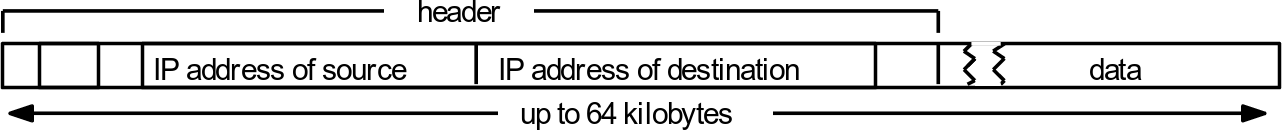 header
IP address of source IP address of destination data
up to 64 kilobytes